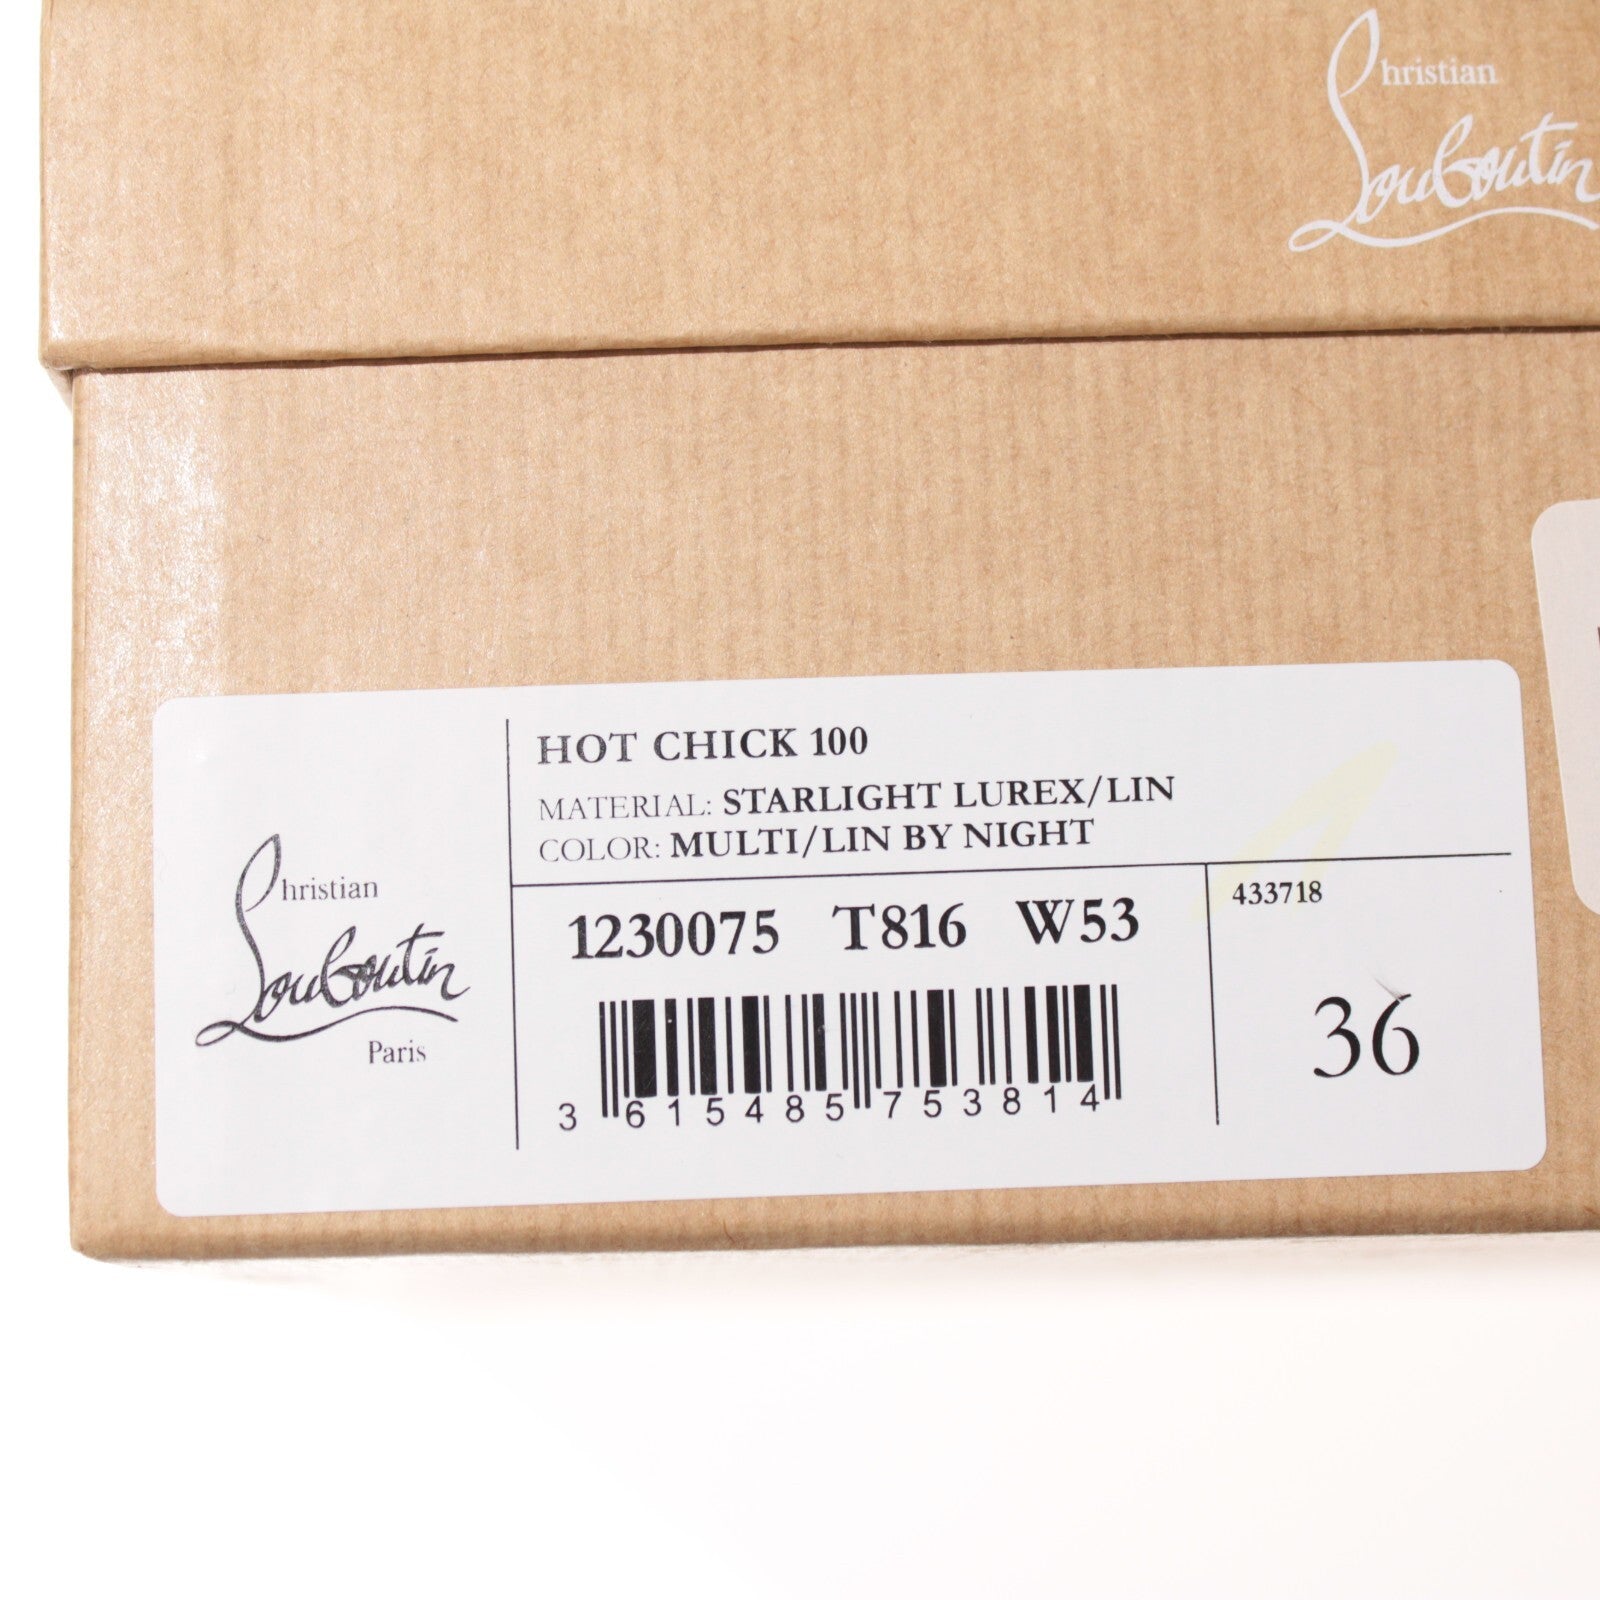 Christian
Louboutin
HOT CHICK 100
MATERIAL: STARLIGHT LUREX/LIN
COLOR: MULTI/LIN BY NIGHT
Christian
Louboutin
Paris
1230075 T816 W53
433718
36
3 615485 753814